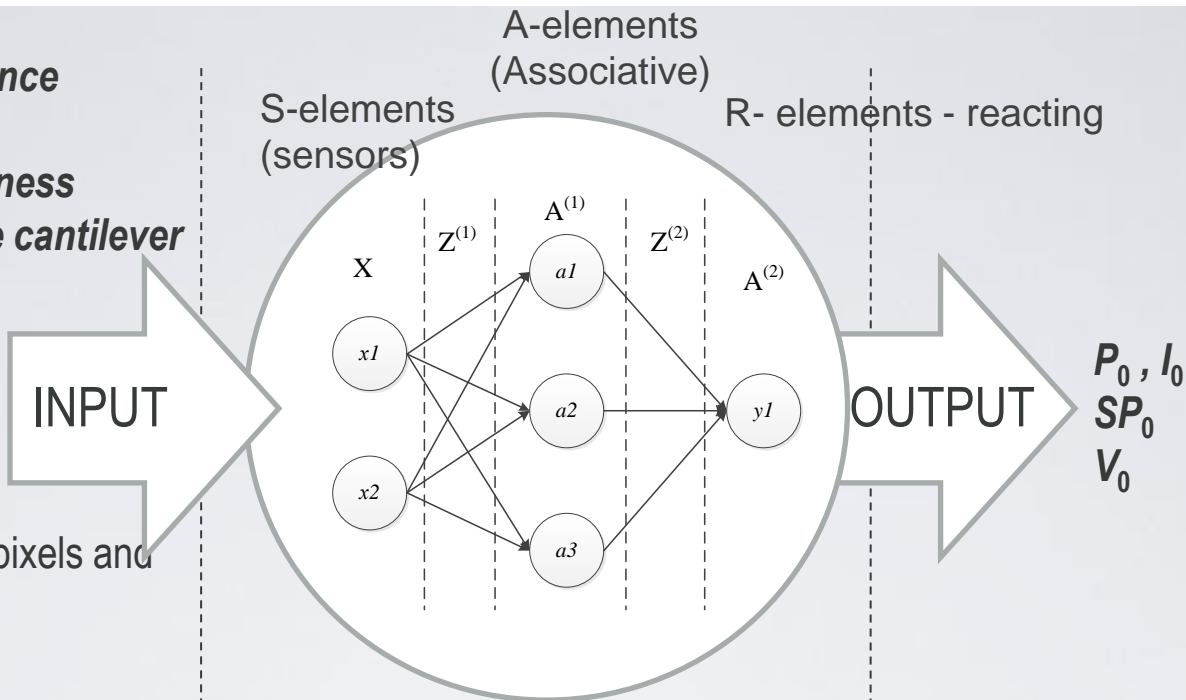 A-elements
(Associative)
S-elements
(sensors)
R- elements - reacting
ness
e cantilever
INPUT
pixels and
X
Z(1)
A(1)
Z(2)
A(2)
x1
x2
a1
a2
a3
y1
OUTPUT
P0 , I0
SP0
V0